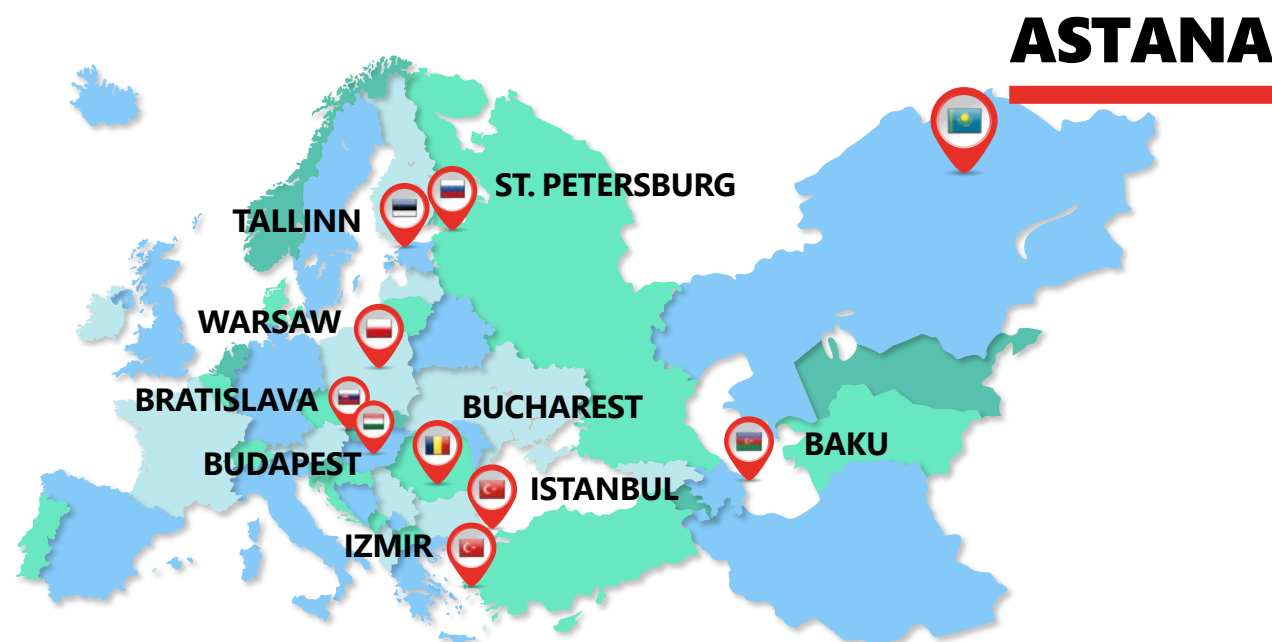 ASTANA
ST. PETERSBURG
TALLINN
WARSAW
BRATISLAVA
BUCHAREST
BAKU
BUDAPEST
ISTANBUL
IZMIR